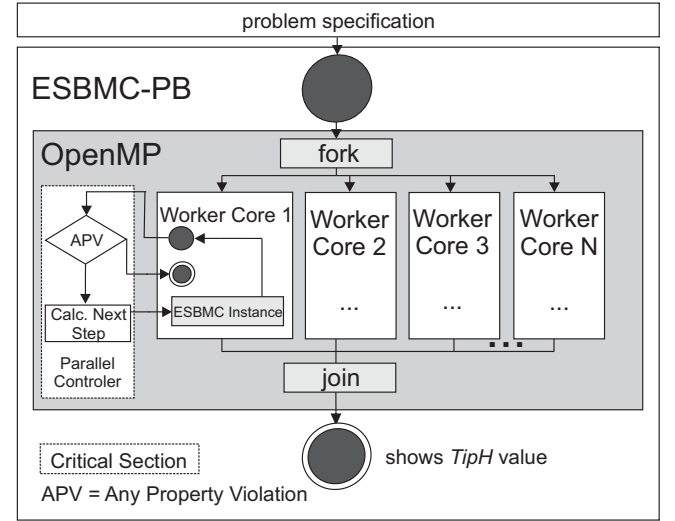 problem specification
ESBMC-PB
OpenMP
fork
Worker Core 1
APV
ESBMC Instance
Calc. Next
Step
Parallel
Controler
Worker
Core 2
...
Worker
Core 3
...
Worker
Core N
...
...
join
Critical Section
shows TipH value
APV = Any Property Violation